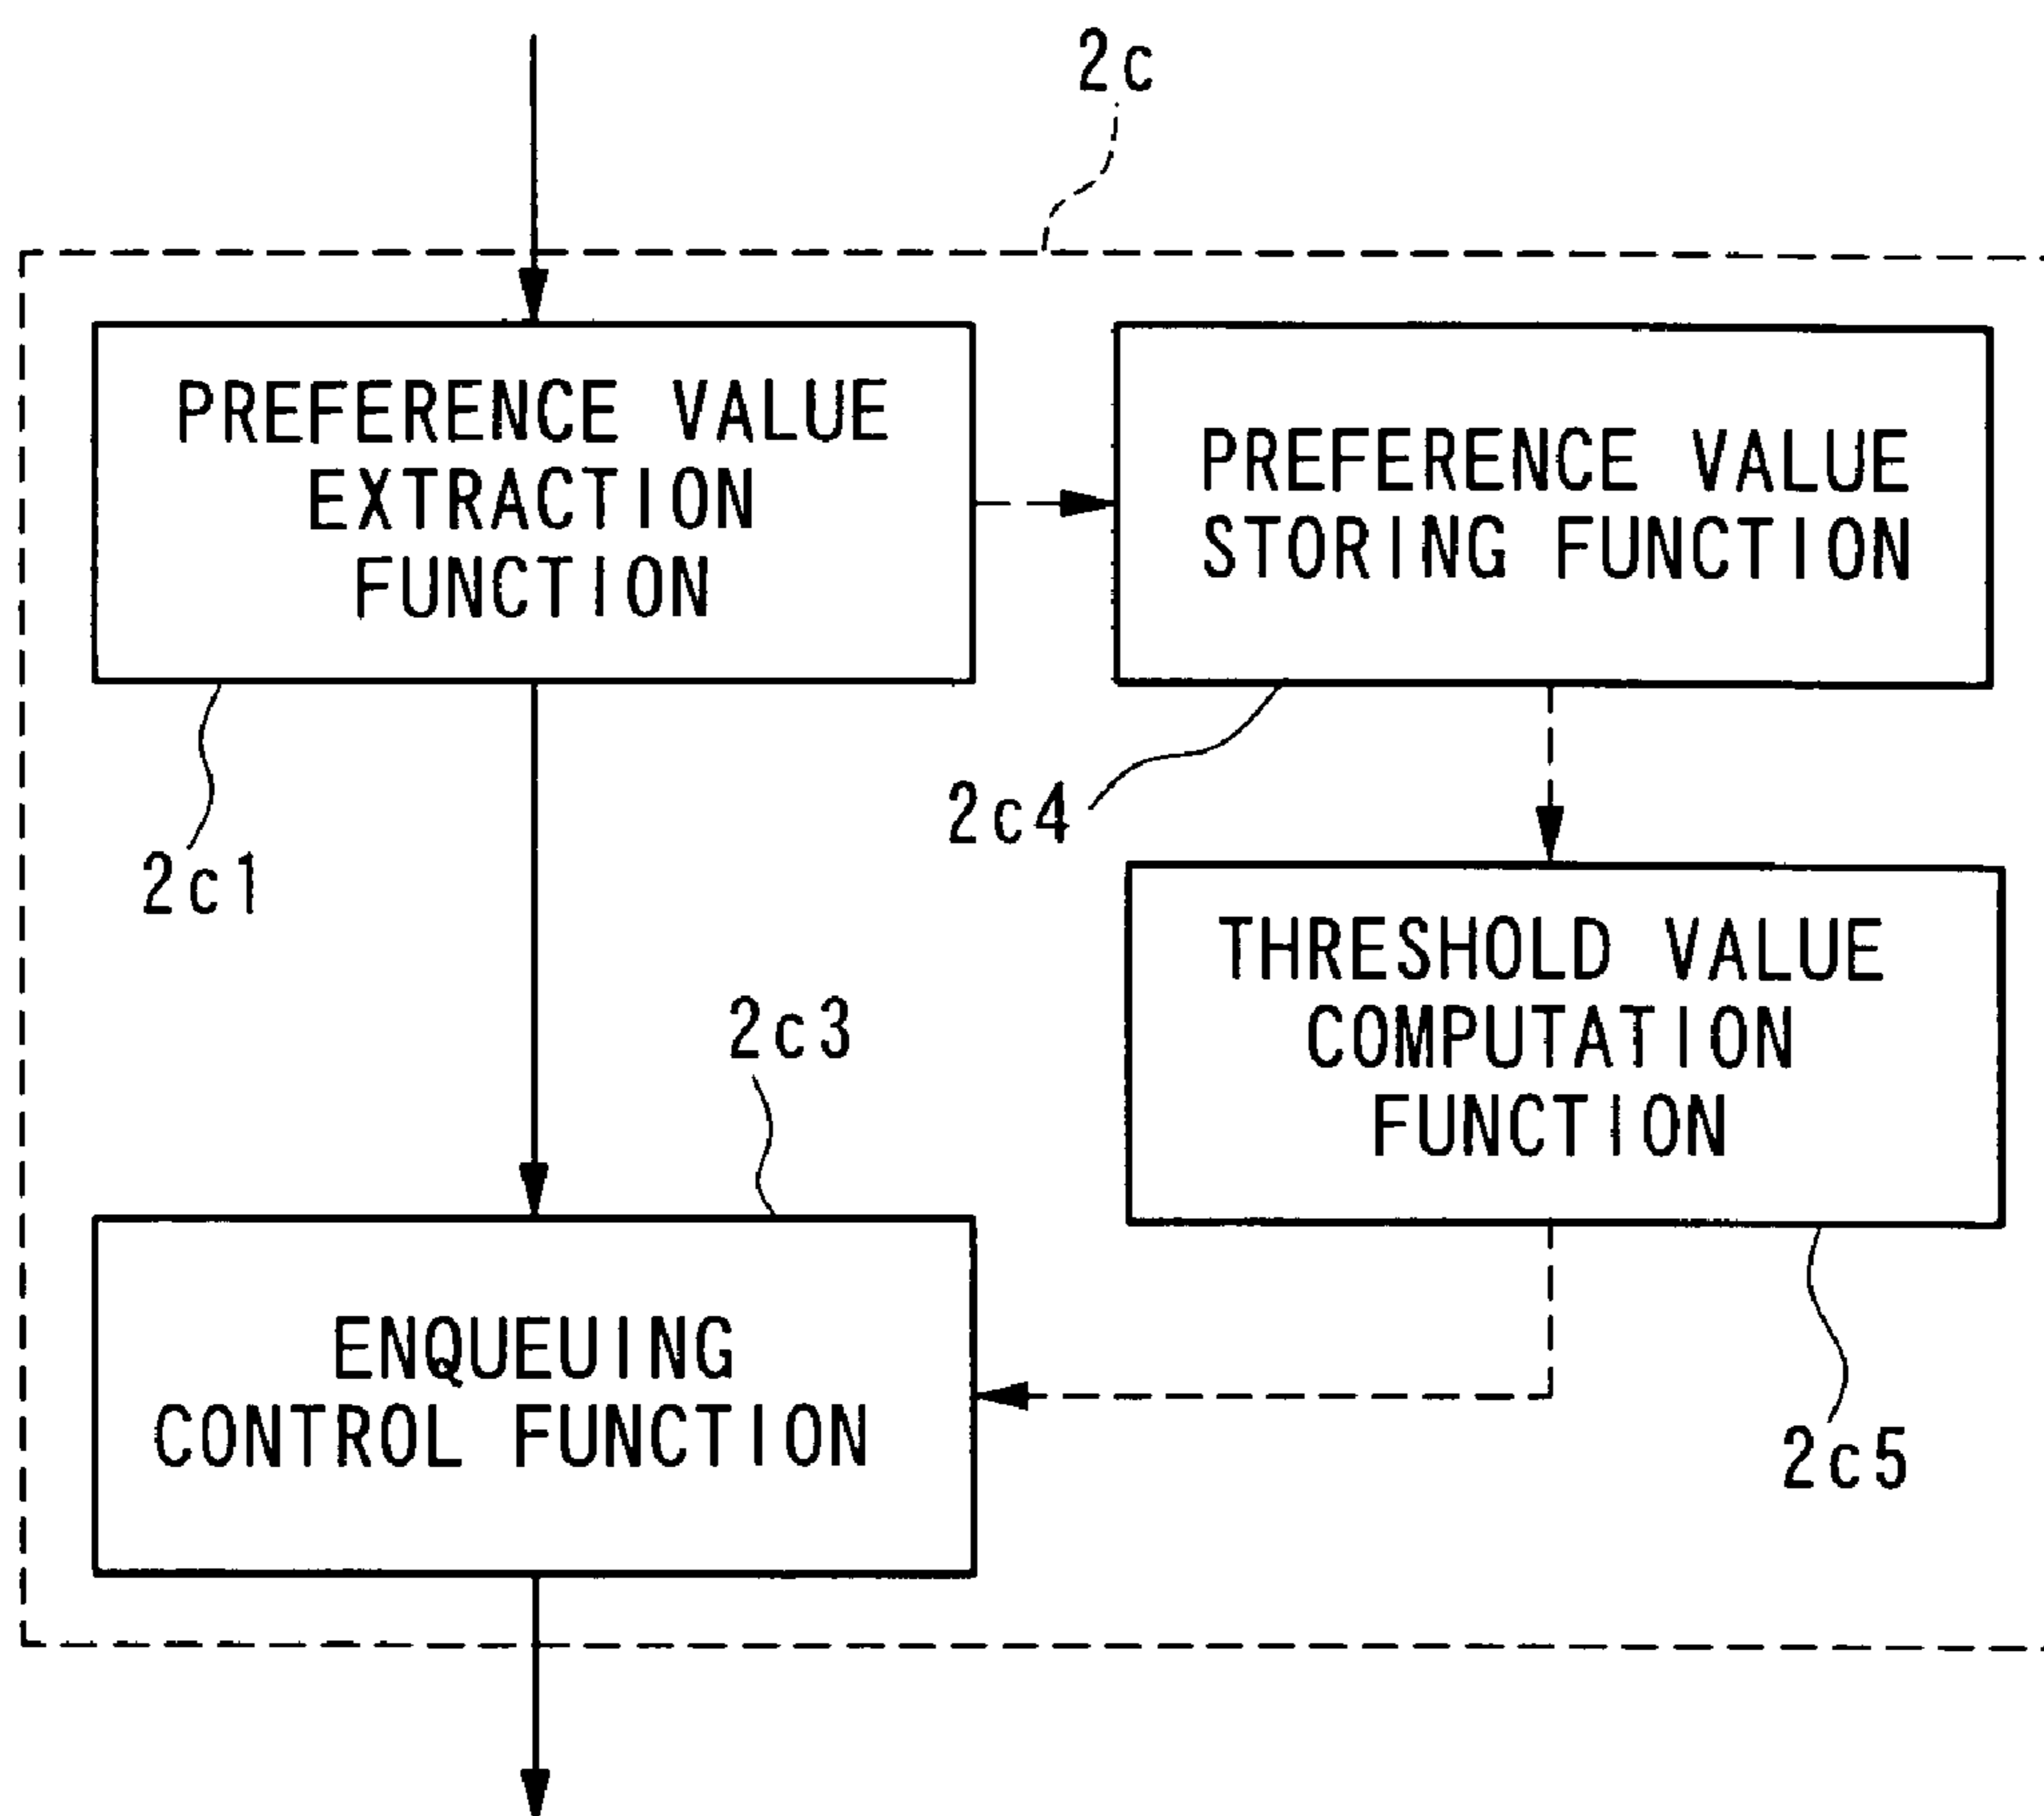 2c
PREFERENCE VALUE
EXTRACTION
FUNCTION
PREFERENCE VALUE
STORING FUNCTION
2c4
2c1
THRESHOLD VALUE
COMPUTATION
FUNCTION
2c3
ENQUEUING
CONTROL FUNCTION
2c5